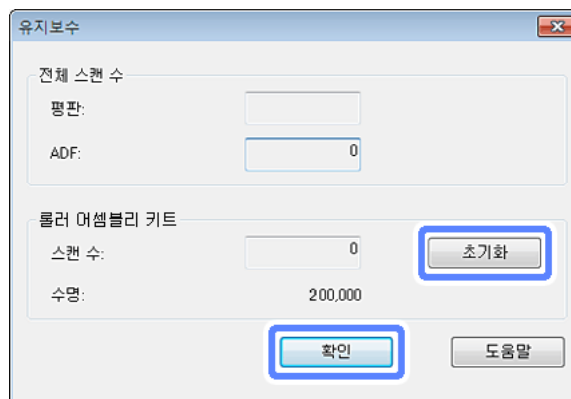 유지보수
전체 스캔 수
평판:
ADF: 0
롤러 어셈블리 키트
스캔 수: 0 초기화
수명: 200,000
확인 도움말